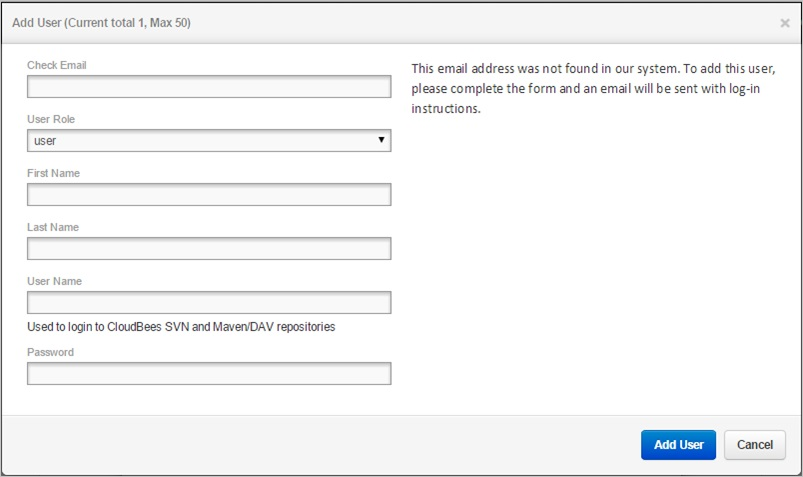 Add User (Current total 1, Max 50)
×
Check Email
This email address was not found in our system. To add this user,
please complete the form and an email will be sent with log-in
instructions.
User Role
user
First Name
Last Name
User Name
Used to login to CloudBees SVN and Maven/DAV repositories
Password
Add User
Cancel